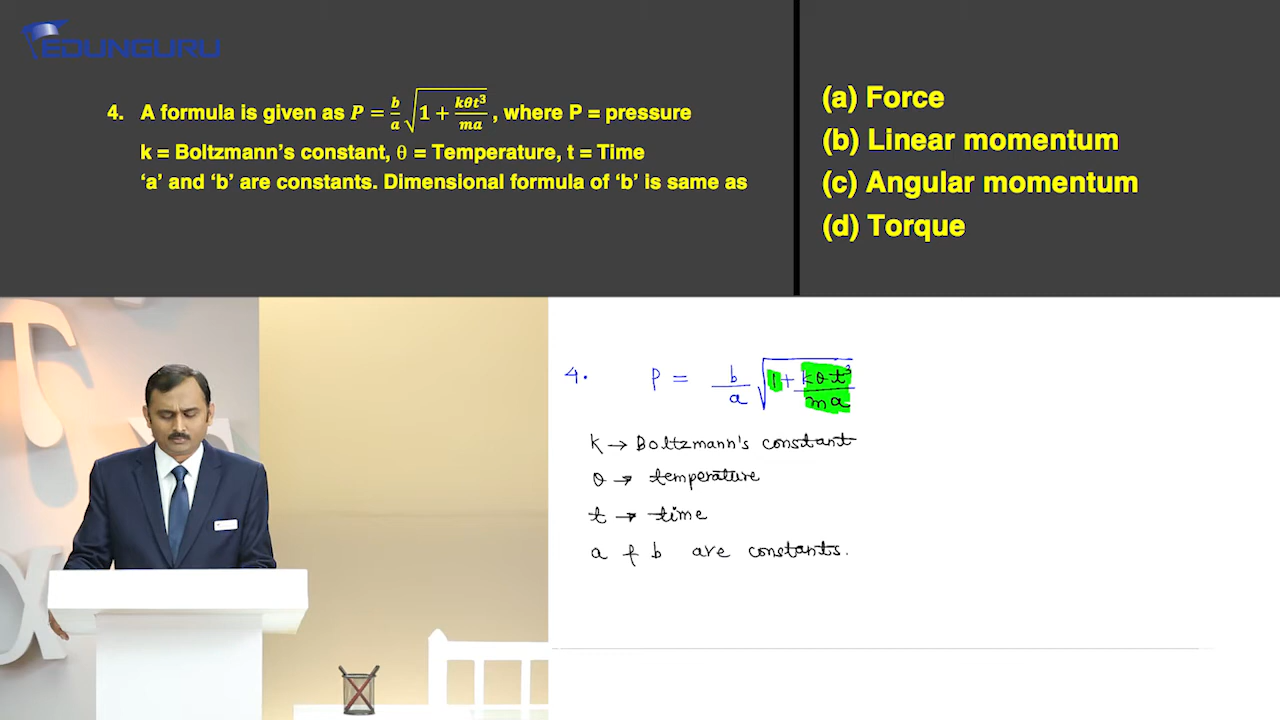 EDUNGURU
4. A formula is given as P = b/a √(1 + kθt³/ma), where P = pressure
k = Boltzmann's constant, θ = Temperature, t = Time
‘a’ and ‘b’ are constants. Dimensional formula of ‘b’ is same as
(a) Force
(b) Linear momentum
(c) Angular momentum
(d) Torque
4. P = b/a √(1 + kθt³/ma)
k → Boltzmann's constant
θ → temperature
t → time
a & b are constants.